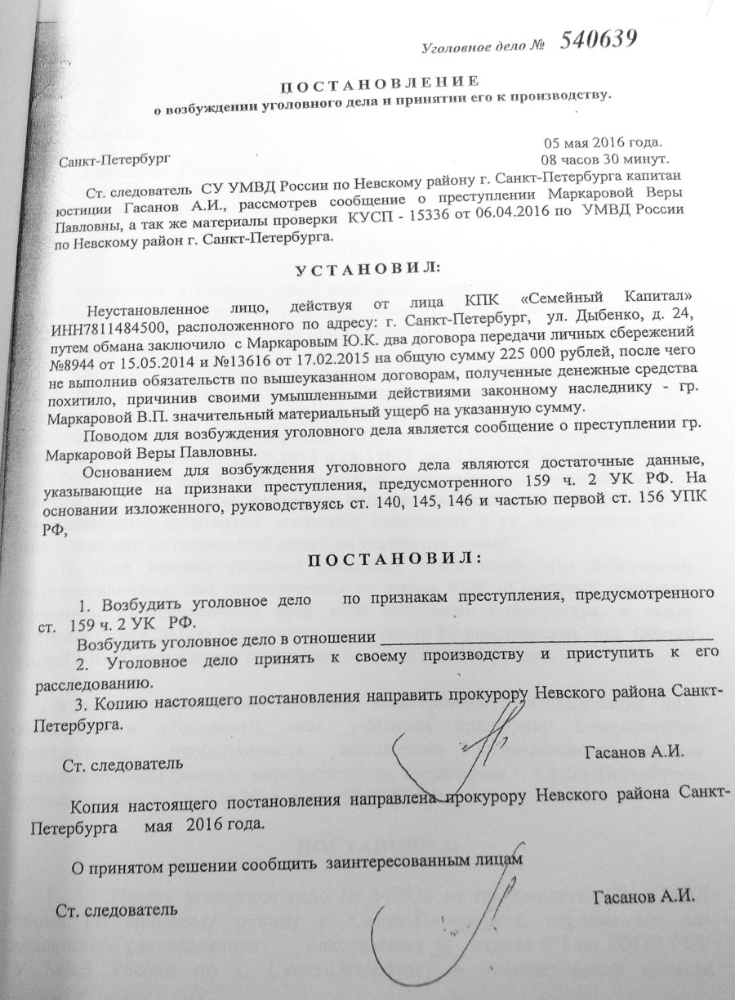 Уголовное дело № 540639
П О С Т А Н О В Л Е Н И Е
о возбуждении уголовного дела и принятии его к производству.
05 мая 2016 года.
Санкт-Петербург
08 часов 30 минут.
Ст. следователь СУ УМВД России по Невскому району г. Санкт-Петербурга капитан
юстиции Гасанов А.И., рассмотрев сообщение о преступлении Маркаровой Веры
Павловны, а так же материалы проверки КУСП - 15336 от 06.04.2016 по УМВД России
по Невскому район г. Санкт-Петербурга.
У С Т А Н О В И Л:
Неустановленное лицо, действуя от лица КПК «Семейный Капитал»
ИНН7811484500, расположенного по адресу: г. Санкт-Петербург, ул. Дыбенко, д. 24,
путем обмана заключило с Маркаровым Ю.К. два договора передачи личных сбережений
№8944 от 15.05.2014 и №13616 от 17.02.2015 на общую сумму 225 000 рублей, после чего
не выполнив обязательств по вышеуказанном договорам, полученные денежные средства
похитило, причинив своими умышленными действиями законному наследнику - гр.
Маркаровой В.П. значительный материальный ущерб на указанную сумму.
Поводом для возбуждения уголовного дела является сообщение о преступлении гр.
Маркаровой Веры Павловны.
Основанием для возбуждения уголовного дела являются достаточные данные,
указывающие на признаки преступления, предусмотренного 159 ч. 2 УК РФ. На
основании изложенного, руководствуясь ст. 140, 145, 146 и частью первой ст. 156 УПК
РФ,
П О С Т А Н О В И Л :
1. Возбудить уголовное дело по признакам преступления, предусмотренного
ст. 159 ч. 2 УК РФ.
Возбудить уголовное дело в отношении
2. Уголовное дело принять к своему производству и приступить к его
расследованию.
3. Копию настоящего постановления направить прокурору Невского района Санкт-
Петербурга.
Ст. следователь Гасанов А.И.
Копия настоящего постановления направлена прокурору Невского района Санкт-
Петербурга мая 2016 года.
О принятом решении сообщить заинтересованным лицам
Ст. следователь Гасанов А.И.